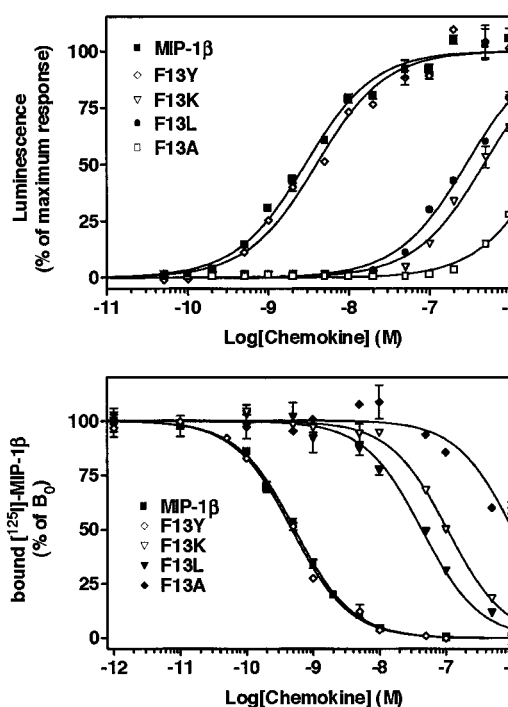 Luminescence
(% of maximum response)
100
75
50
25
0
MIP-1β
F13Y
F13K
F13L
F13A
-11
-10
-9
-8
-7
-6
Log[Chemokine] (M)
bound [¹²⁵I]-MIP-1β
(% of B₀)
100
75
50
25
0
MIP-1β
F13Y
F13K
F13L
F13A
-12
-11
-10
-9
-8
-7
-6
Log[Chemokine] (M)